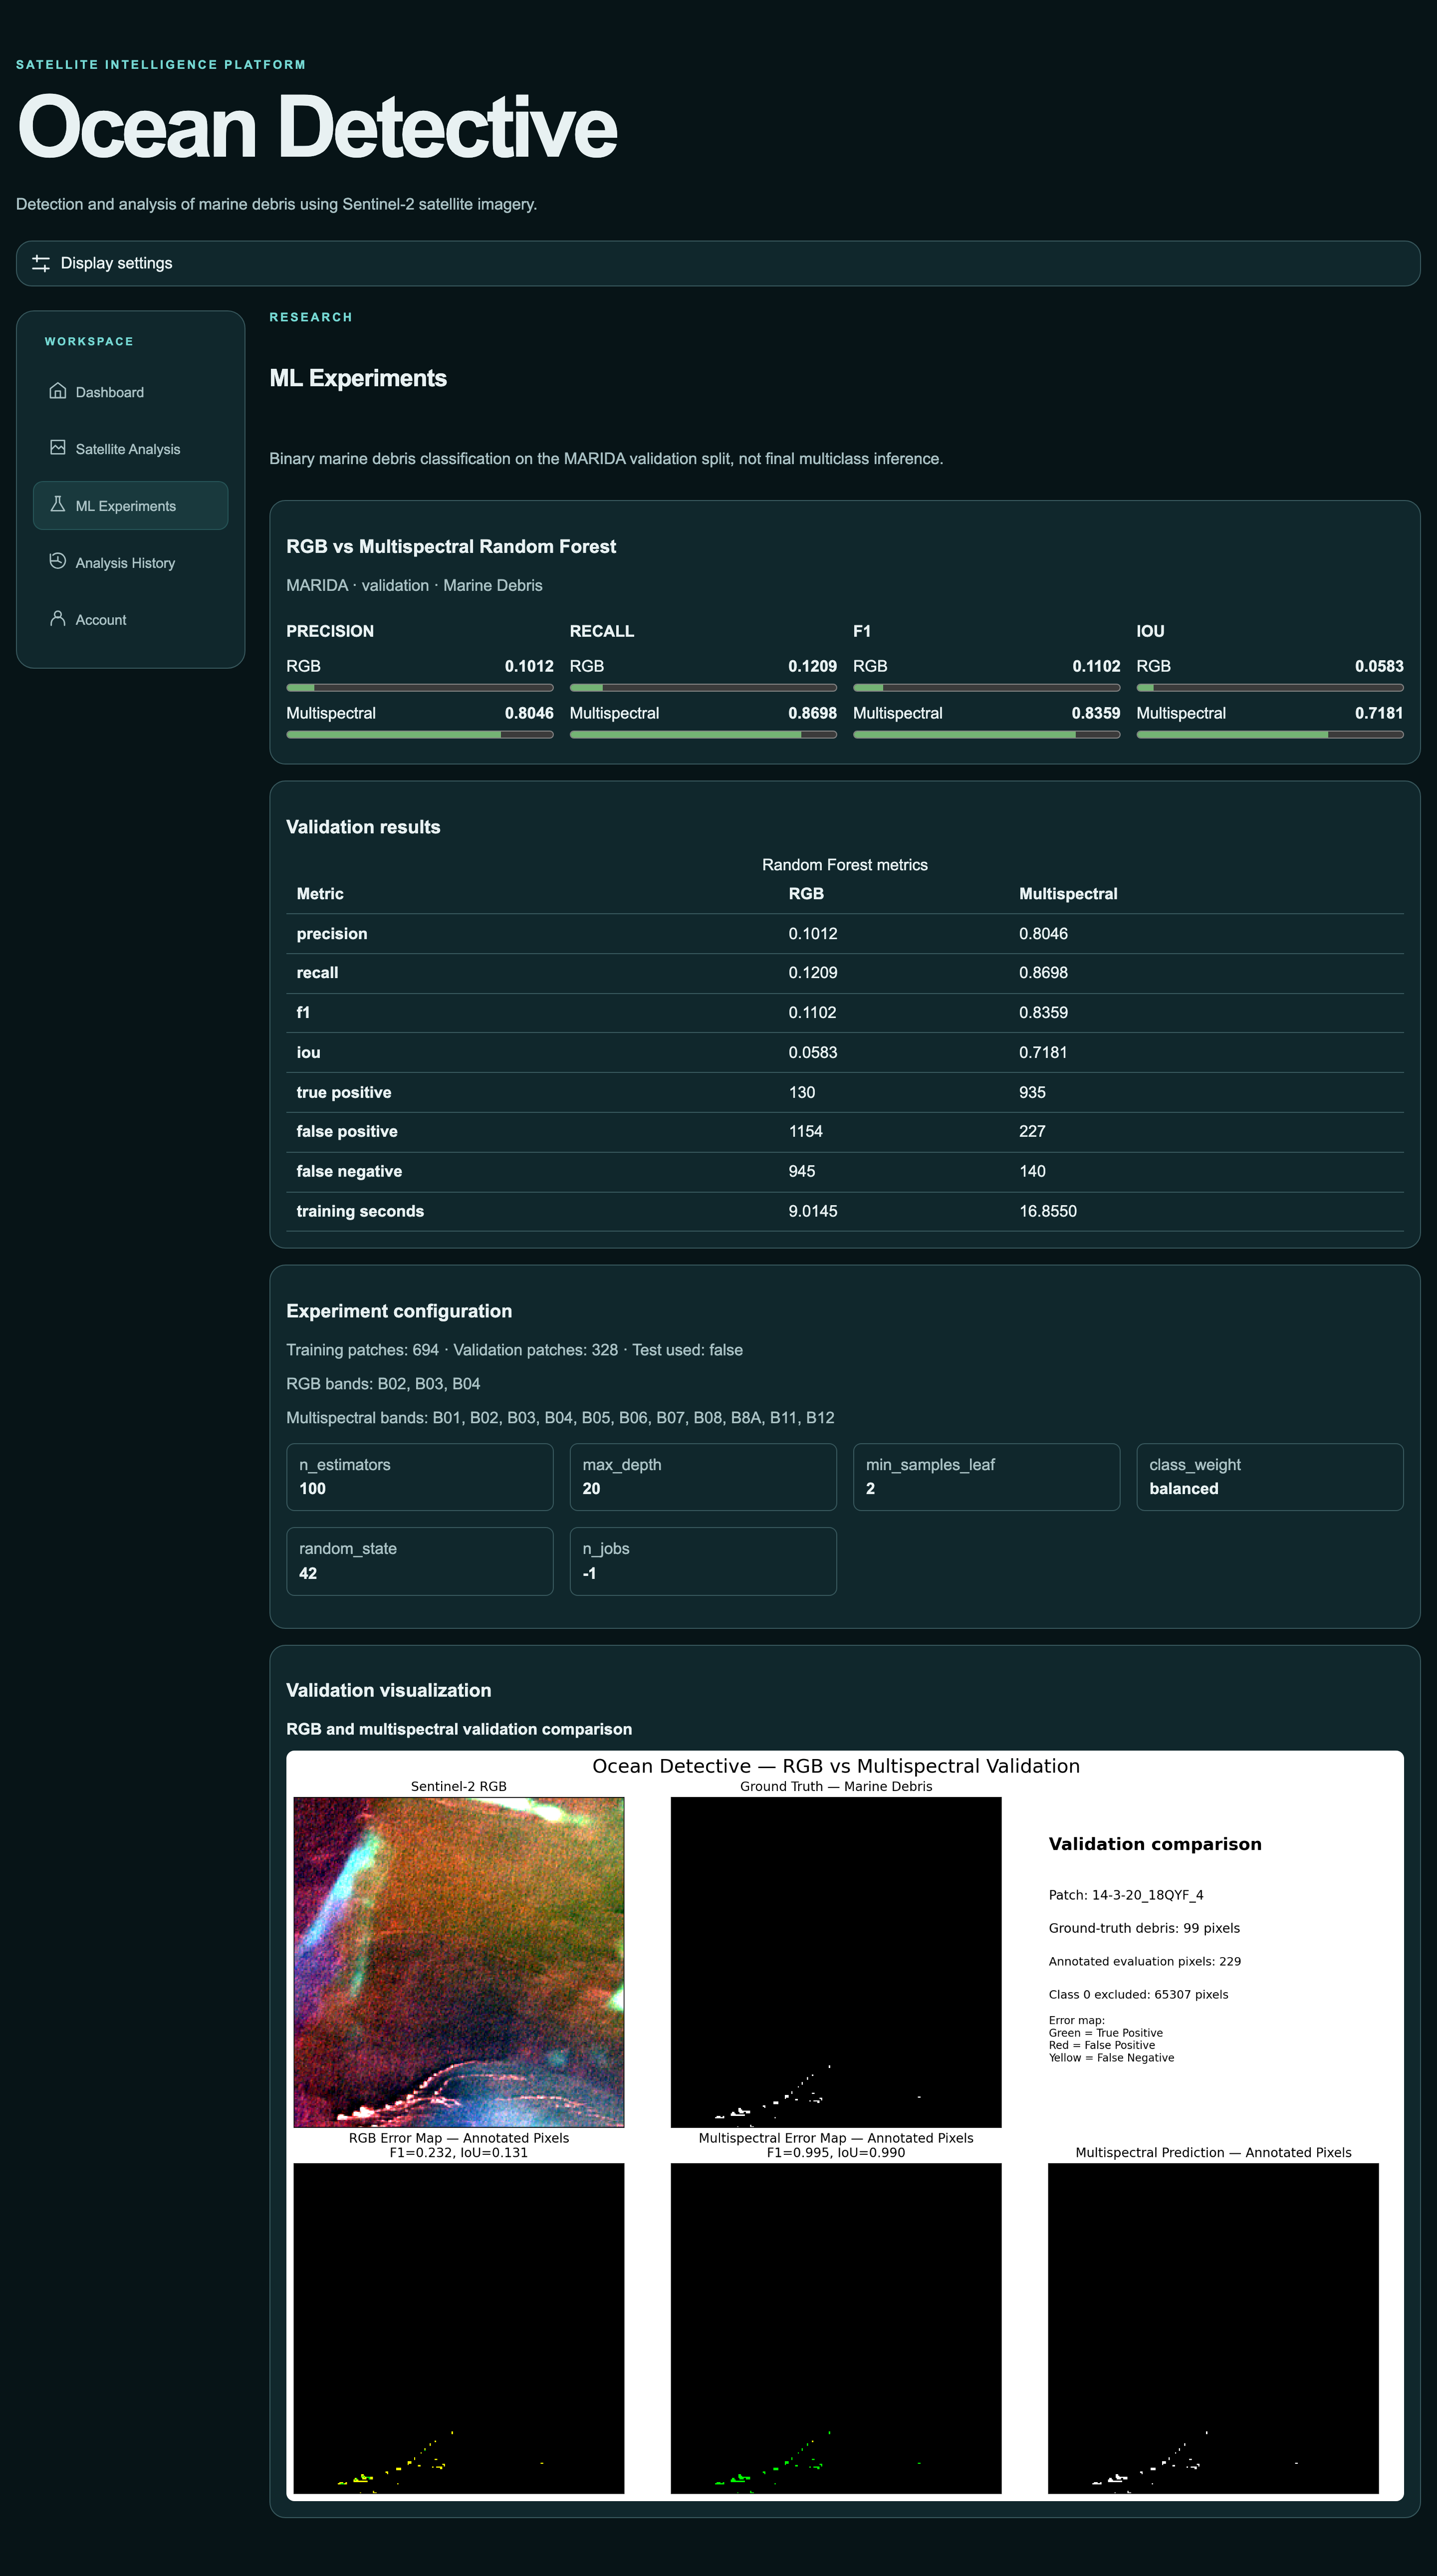 SATELLITE INTELLIGENCE PLATFORM
Ocean Detective
Detection and analysis of marine debris using Sentinel-2 satellite imagery.
Display settings
WORKSPACE
Dashboard
Satellite Analysis
ML Experiments
Analysis History
Account
RESEARCH
ML Experiments
Binary marine debris classification on the MARIDA validation split, not final multiclass inference.
RGB vs Multispectral Random Forest
MARIDA · validation · Marine Debris
PRECISION RECALL F1 IOU
RGB 0.1012 RGB 0.1209 RGB 0.1102 RGB 0.0583
Multispectral 0.8046 Multispectral 0.8698 Multispectral 0.8359 Multispectral 0.7181
Validation results
Random Forest metrics
Metric RGB Multispectral
precision 0.1012 0.8046
recall 0.1209 0.8698
f1 0.1102 0.8359
iou 0.0583 0.7181
true positive 130 935
false positive 1154 227
false negative 945 140
training seconds 9.0145 16.8550
Experiment configuration
Training patches: 694 · Validation patches: 328 · Test used: false
RGB bands: B02, B03, B04
Multispectral bands: B01, B02, B03, B04, B05, B06, B07, B08, B8A, B11, B12
n_estimators max_depth min_samples_leaf class_weight
100 20 2 balanced
random_state n_jobs
42 -1
Validation visualization
RGB and multispectral validation comparison
Ocean Detective — RGB vs Multispectral Validation
Sentinel-2 RGB
Ground Truth — Marine Debris
Validation comparison
Patch: 14-3-20_18QYF_4
Ground-truth debris: 99 pixels
Annotated evaluation pixels: 229
Class 0 excluded: 65307 pixels
Error map:
Green = True Positive
Red = False Positive
Yellow = False Negative
RGB Error Map — Annotated Pixels
F1=0.232, IoU=0.131
Multispectral Error Map — Annotated Pixels
F1=0.995, IoU=0.990
Multispectral Prediction — Annotated Pixels